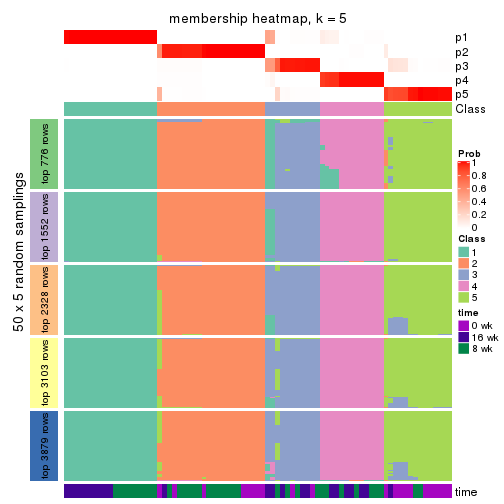 membership heatmap, k = 5
p1
p2
p3
p4
p5
Class
50 x 5 random samplings
top 776 rows
top 1552 rows
top 2328 rows
top 3103 rows
top 3879 rows
time
Prob
1
0.8
0.6
0.4
0.2
0
Class
1
2
3
4
5
time
0 wk
16 wk
8 wk